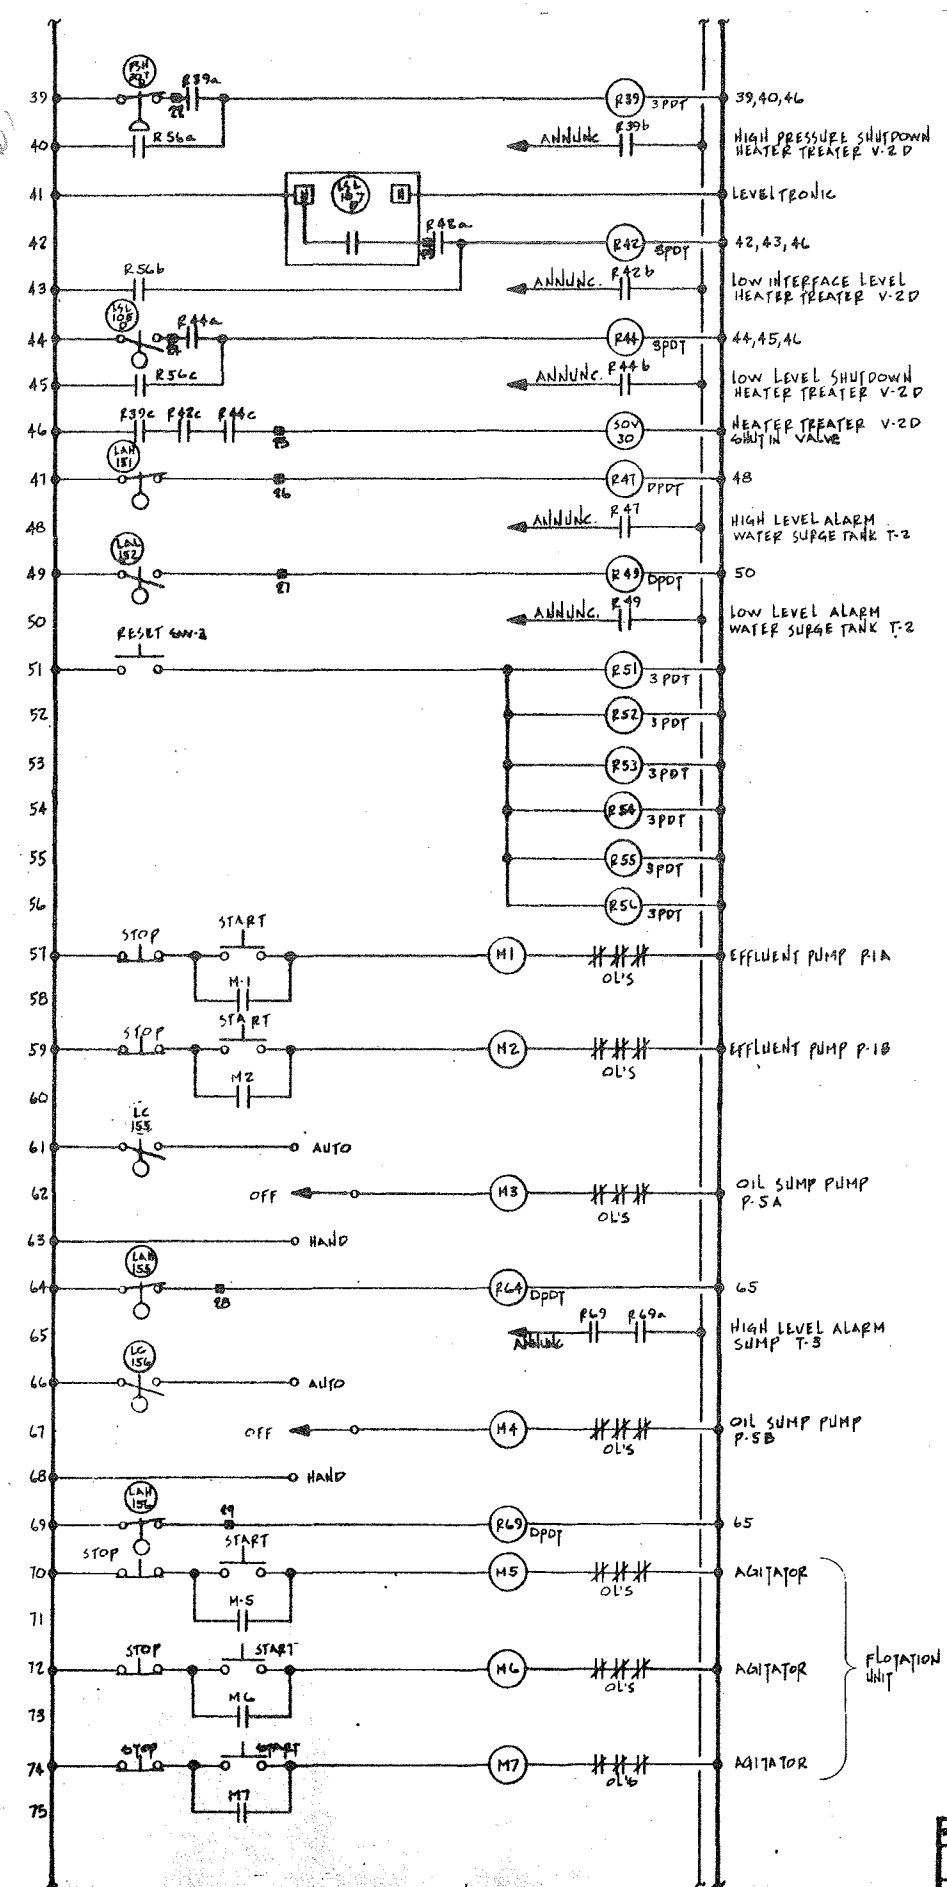 39 R39a R39 3PDT 39,40,46
22
40 R56a ANNUNC R39b HIGH PRESSURE SHUTDOWN
HEATER TREATER V-2D
41 H H LEVELTRONIC
42 R42a R42 3PDT 42,43,46
43 R56b ANNUNC. R42b LOW INTERFACE LEVEL
HEATER TREATER V-2D
44 R44a R44 3PDT 44,45,46
45 R56c ANNUNC. R44b LOW LEVEL SHUTDOWN
HEATER TREATER V-2D
46 R39c R42c R44c SOV 30 HEATER TREATER V-2D
25 SHUT IN VALVE
LAH 151
47 R47 DPDT 48
26
48 ANNUNC. R47 HIGH LEVEL ALARM
WATER SURGE TANK T-2
LAL 152
49 R49 DPDT 50
27
50 ANNUNC. R49 LOW LEVEL ALARM
WATER SURGE TANK T-2
RESET
51 R51 3PDT
52 R52 3PDT
53 R53 3PDT
54 R54 3PDT
55 R55 3PDT
56 R56 3PDT
STOP START
57 M1 OL'S EFFLUENT PUMP P-1A
58 M-1
STOP START
59 M2 OL'S EFFLUENT PUMP P-1B
60 M2
LC 155
61 AUTO
62 OFF M3 OL'S OIL SUMP PUMP
P-5A
63 HAND
LAH 155
64 R64 DPDT 65
28
65 ANNUNC R69 R69a HIGH LEVEL ALARM
SUMP T-3
LC 156
66 AUTO
67 OFF M4 OL'S OIL SUMP PUMP
P-5B
68 HAND
LAH 156 29
69 R69 DPDT 65
STOP START
70 M5 OL'S AGITATOR
71 M-5
STOP START
72 M6 OL'S AGITATOR FLOTATION
UNIT
73 M6
STOP START
74 M7 OL'S AGITATOR
75 M7